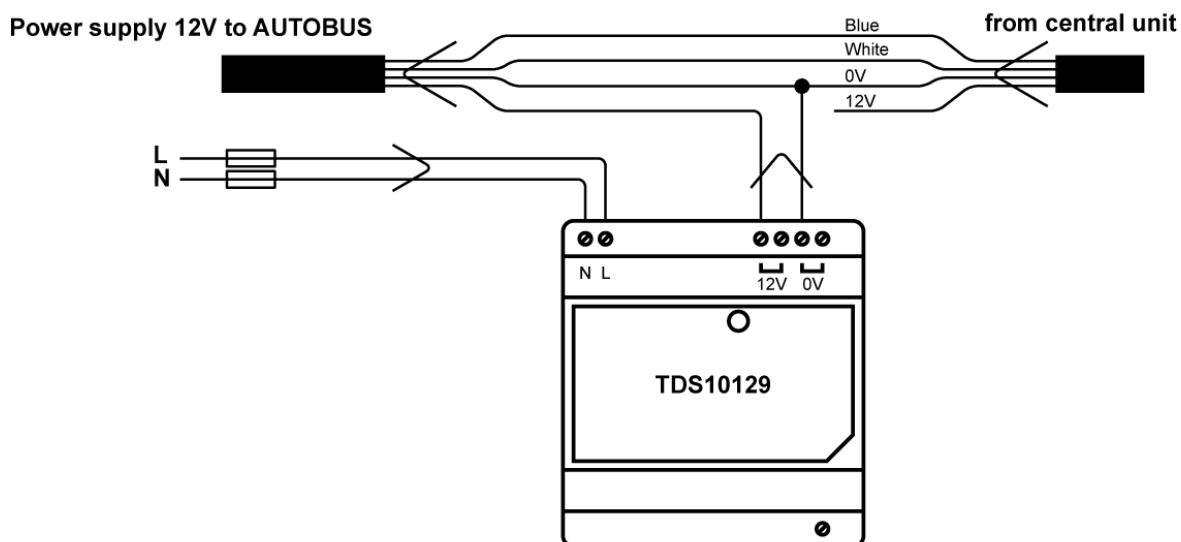 Power supply 12V to AUTOBUS
from central unit
Blue
White
0V
12V
L
N
N L
12V 0V
TDS10129